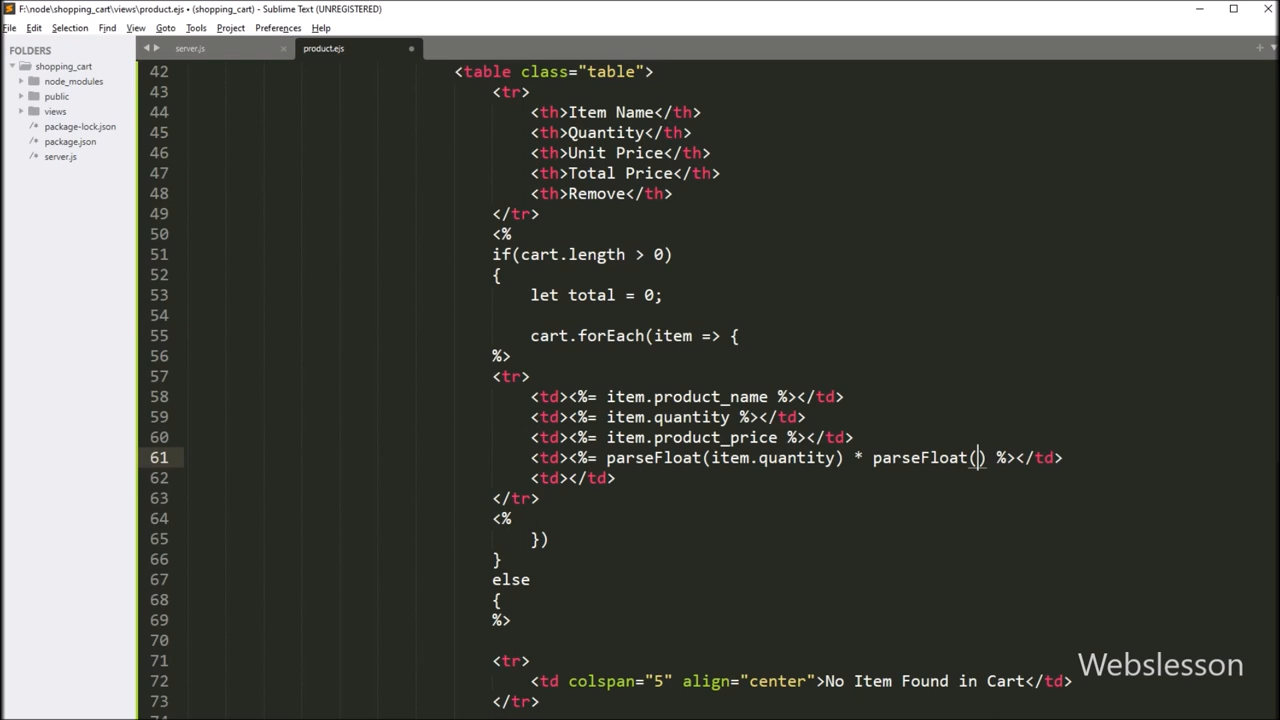 F:\node\shopping_cart\views\product.ejs • (shopping_cart) - Sublime Text (UNREGISTERED)
File Edit Selection Find View Goto Tools Project Preferences Help
FOLDERS
shopping_cart
node_modules
public
views
package-lock.json
package.json
server.js
server.js product.ejs
42 <table class="table">
43 <tr>
44 <th>Item Name</th>
45 <th>Quantity</th>
46 <th>Unit Price</th>
47 <th>Total Price</th>
48 <th>Remove</th>
49 </tr>
50 <%
51 if(cart.length > 0)
52 {
53 let total = 0;
54
55 cart.forEach(item => {
56 %>
57 <tr>
58 <td><%= item.product_name %></td>
59 <td><%= item.quantity %></td>
60 <td><%= item.product_price %></td>
61 <td><%= parseFloat(item.quantity) * parseFloat() %></td>
62 <td></td>
63 </tr>
64 <%
65 })
66 }
67 else
68 {
69 %>
70
71 <tr>
72 <td colspan="5" align="center">No Item Found in Cart</td>
73 </tr>
Webslesson